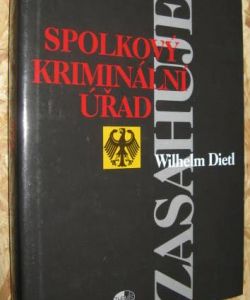 SPOLKOVÝ
KRIMINÁLNÍ
ÚŘAD
ZASAHUJE
Wilhelm Dietl